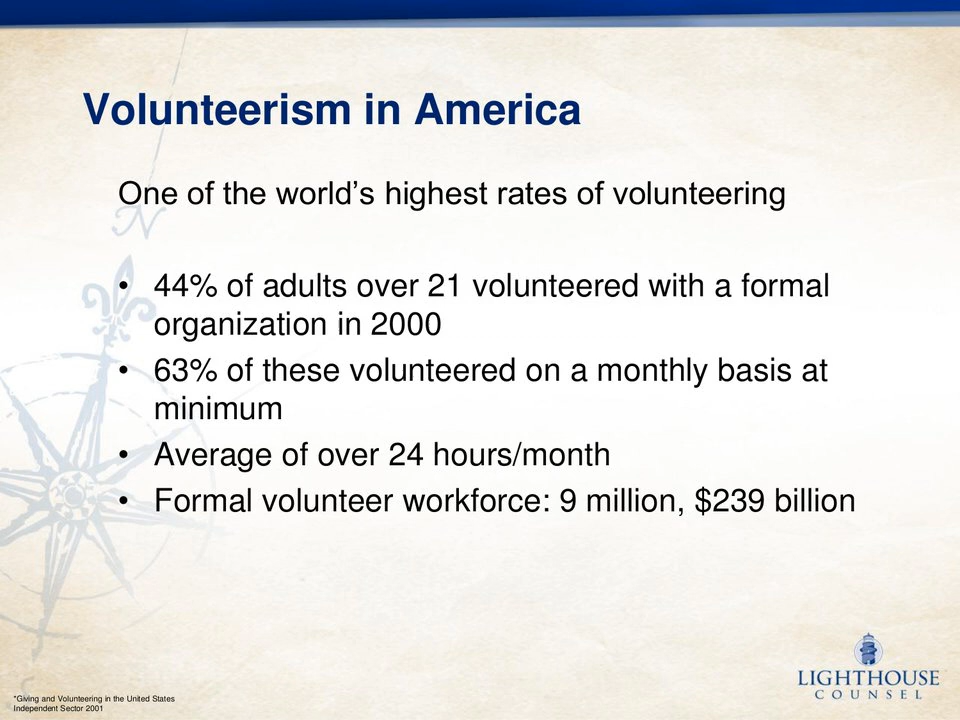 Volunteerism in America
One of the world’s highest rates of volunteering
• 44% of adults over 21 volunteered with a formal
organization in 2000
• 63% of these volunteered on a monthly basis at
minimum
• Average of over 24 hours/month
• Formal volunteer workforce: 9 million, $239 billion
N
LIGHTHOUSE
COUNSEL
*Giving and Volunteering in the United States
Independent Sector 2001